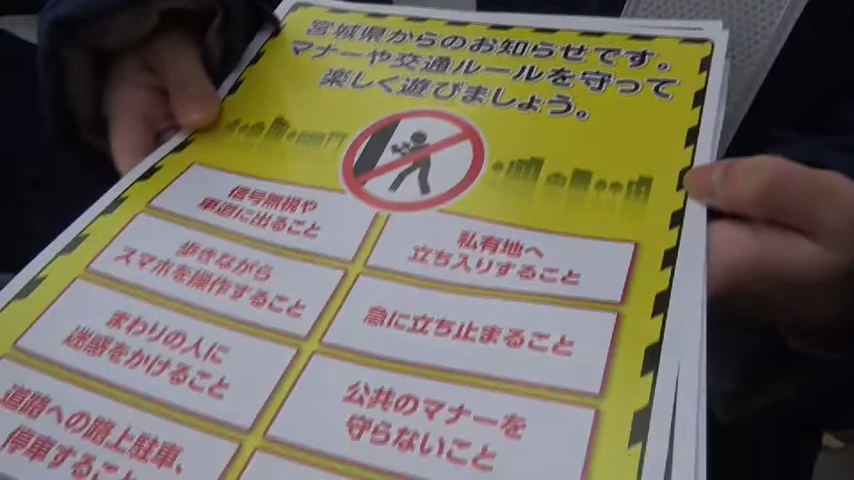 宮城県からのお知らせです。
マナーや交通ルールを守って
楽しく遊びましょう。
信号無視や
車道に出ること
私有地へ
立ち入りすること
歩きながら
スマホを操作すること
急に立ち止まること
まわりの人に
迷惑をかけること
公共のマナーを
守らないこと
道路への路上駐車、
停車すること